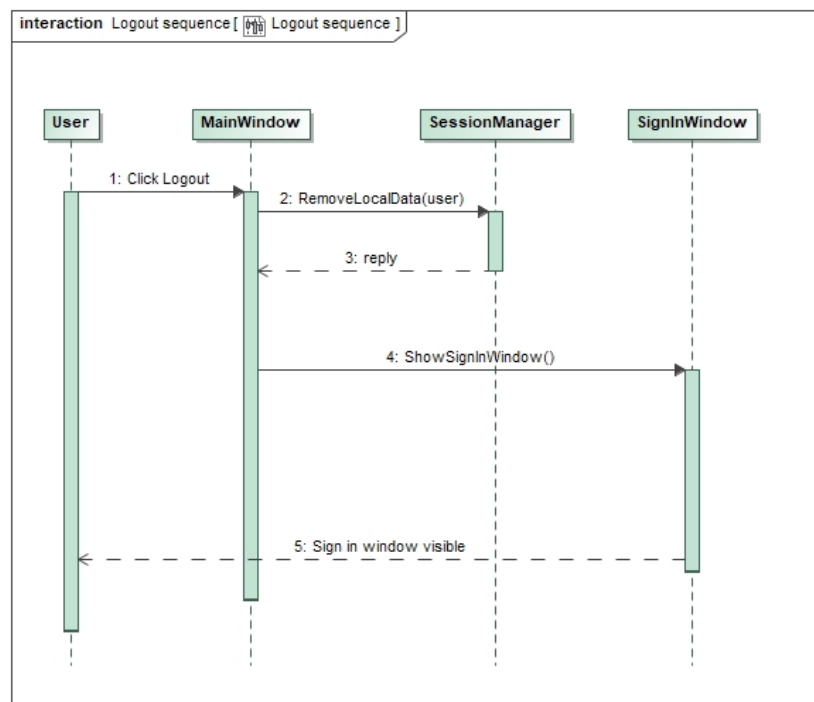 interaction Logout sequence [ Logout sequence ]
User
MainWindow
SessionManager
SignInWindow
1: Click Logout
2: RemoveLocalData(user)
3: reply
4: ShowSignInWindow()
5: Sign in window visible